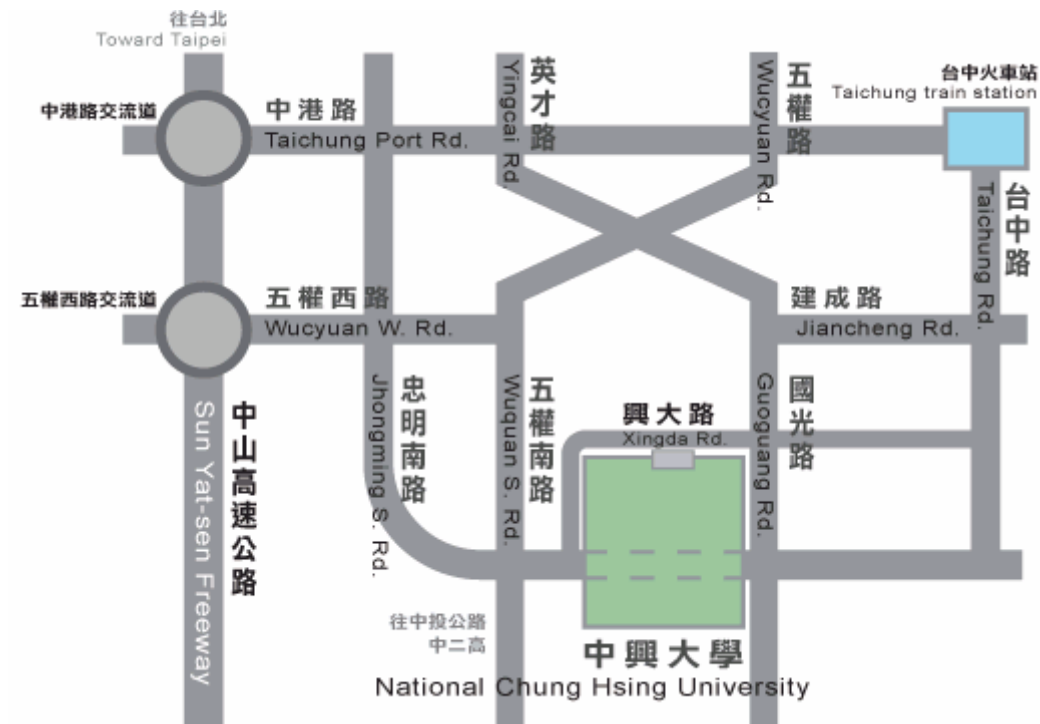 往台北
Toward Taipei
中港路交流道
中港路
Taichung Port Rd.
英才路
Yingcai Rd.
五權路
Wucyuan Rd.
台中火車站
Taichung train station
台中路
Taichung Rd.
五權西路交流道
五權西路
Wucyuan W. Rd.
建成路
Jiancheng Rd.
中山高速公路
Sun Yat-sen Freeway
忠明南路
Jhongming S. Rd.
五權南路
Wuquan S. Rd.
興大路
Xingda Rd.
國光路
Guoguang Rd.
往中投公路
中二高
中興大學
National Chung Hsing University